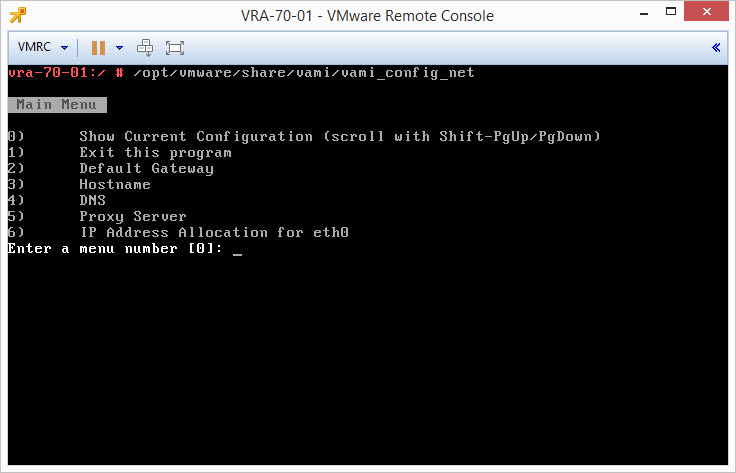 VRA-70-01 - VMware Remote Console
VMRC
vra-70-01:/ # /opt/vmware/share/vami/vami_config_net
Main Menu
0) Show Current Configuration (scroll with Shift-PgUp/PgDown)
1) Exit this program
2) Default Gateway
3) Hostname
4) DNS
5) Proxy Server
6) IP Address Allocation for eth0
Enter a menu number [0]: _